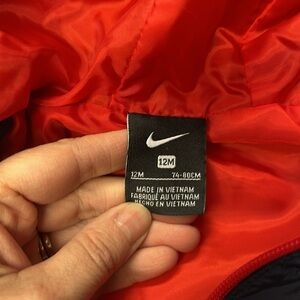 12M
12M 74-80CM
MADE IN VIETNAM
FABRIQUÉ AU VIETNAM
HECHO EN VIETNAM